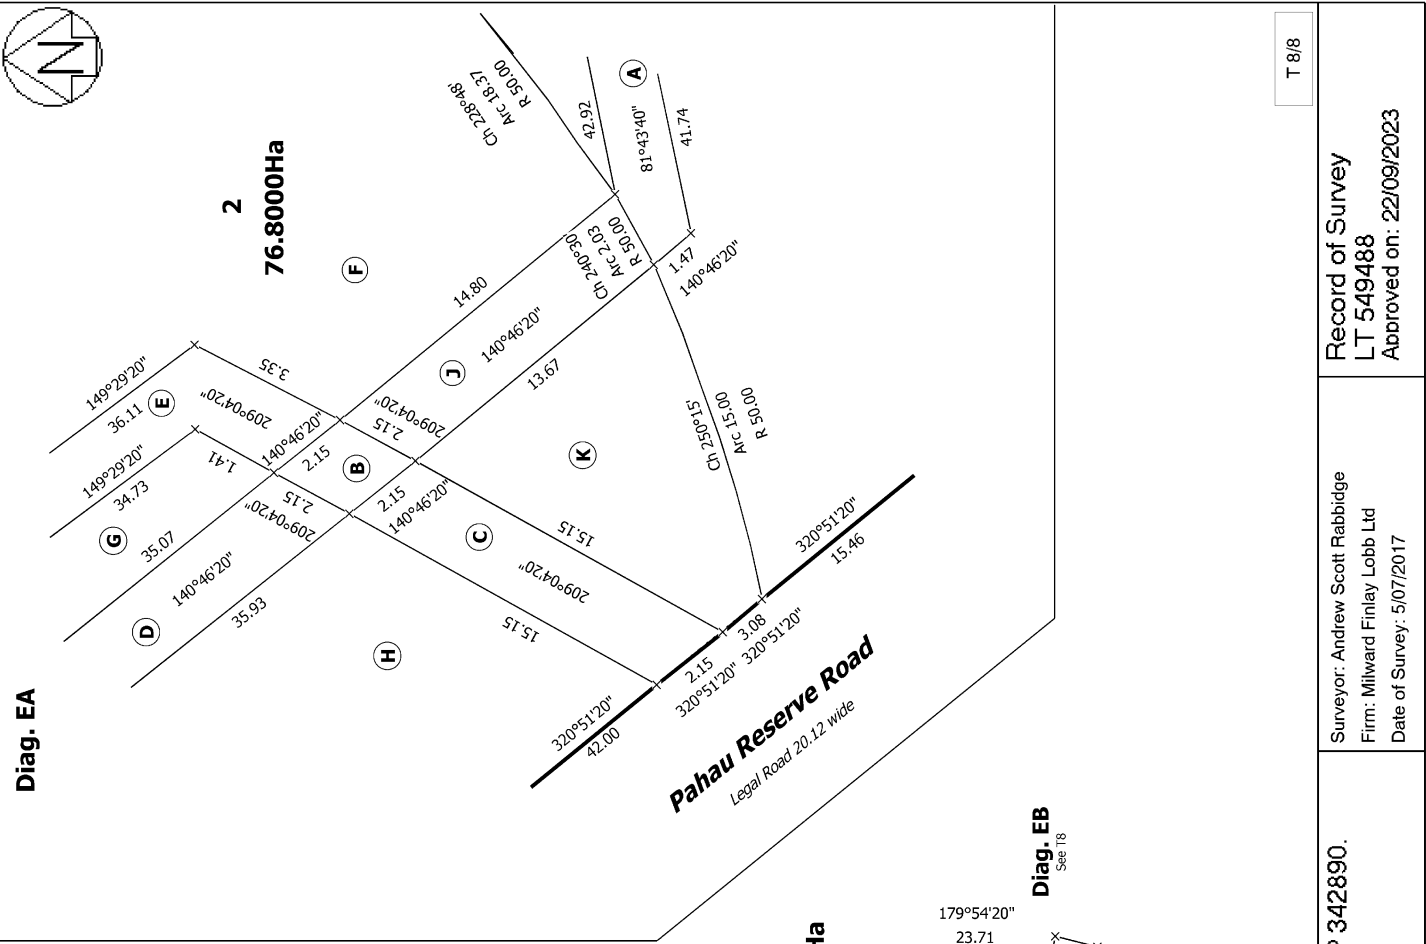 Diag. EA
N
2
76.8000Ha
Ch 228°48'
Arc 18.37
R 50.00
42.92
A
81°43'40"
41.74
F
14.80
Ch 240°30'
Arc 2.03
R 50.00
1.47
140°46'20"
149°29'20"
36.11
E
3.35
209°04'20"
149°29'20"
34.73
1.41
140°46'20"
2.15
B
209°04'20"
2.15
J
140°46'20"
13.67
G
35.07
2.15
209°04'20"
2.15
140°46'20"
K
Ch 250°15'
Arc 15.00
R 50.00
D
140°46'20"
35.93
C
15.15
209°04'20"
15.15
H
320°51'20"
15.46
3.08
320°51'20"
2.15
320°51'20"
320°51'20"
42.00
Pahau Reserve Road
Legal Road 20.12 wide
Diag. EB
See T8
179°54'20"
23.71
Ha
T 8/8
Record of Survey
LT 549488
Approved on: 22/09/2023
Surveyor: Andrew Scott Rabbidge
Firm: Milward Finlay Lobb Ltd
Date of Survey: 5/07/2017
342890.